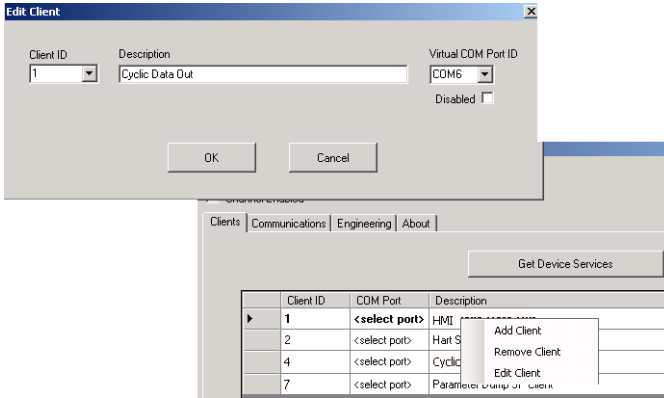 Edit Client
Client ID Description Virtual COM Port ID
1 Cyclic Data Out COM6
Disabled
OK Cancel
Channel Enabled
Clients Communications Engineering About
Get Device Services
Client ID COM Port Description
1 <select port> HMI
2 <select port> Hart S
4 <select port> Cyclic
7 <select port> Parameter Dump
Add Client
Remove Client
Edit Client